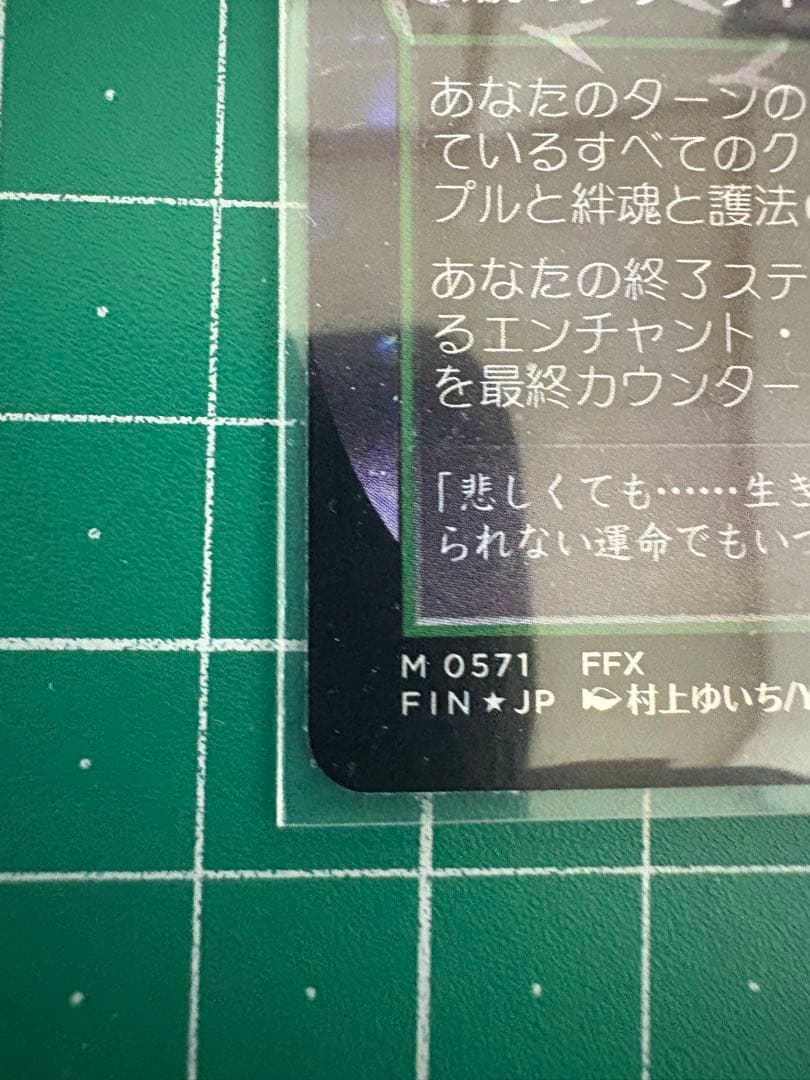 あなたのターンの
ているすべてのク
プルと絆魂と護法
あなたの終了ステ
るエンチャント・
を最終カウンター
「悲しくても……生き
られない運命でもいつ
M 0571 FFX
FIN★JP 村上ゆいち/Y